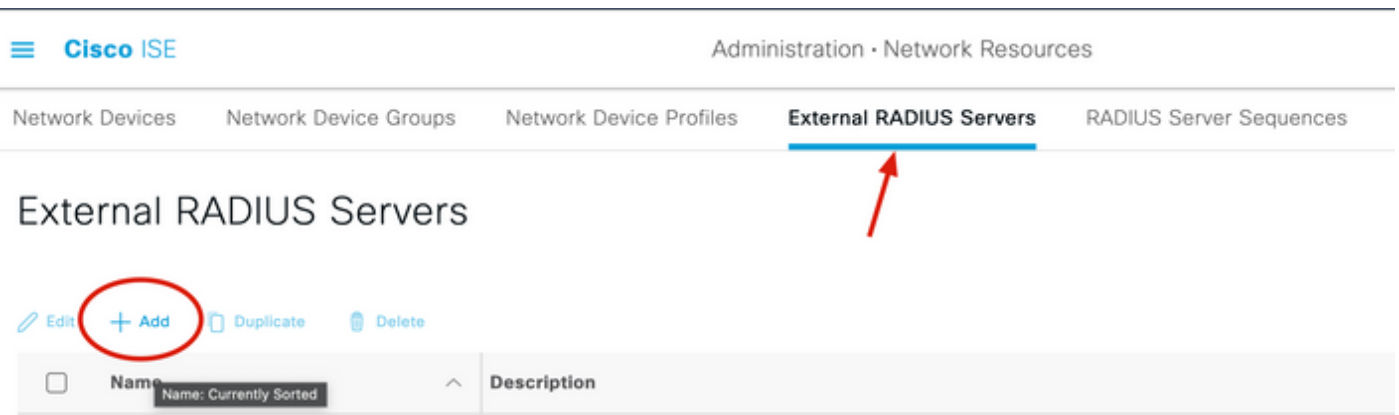 Cisco ISE Administration · Network Resources
Network Devices Network Device Groups Network Device Profiles External RADIUS Servers RADIUS Server Sequences
External RADIUS Servers
Edit Add Duplicate Delete
Name Description
Name: Currently Sorted